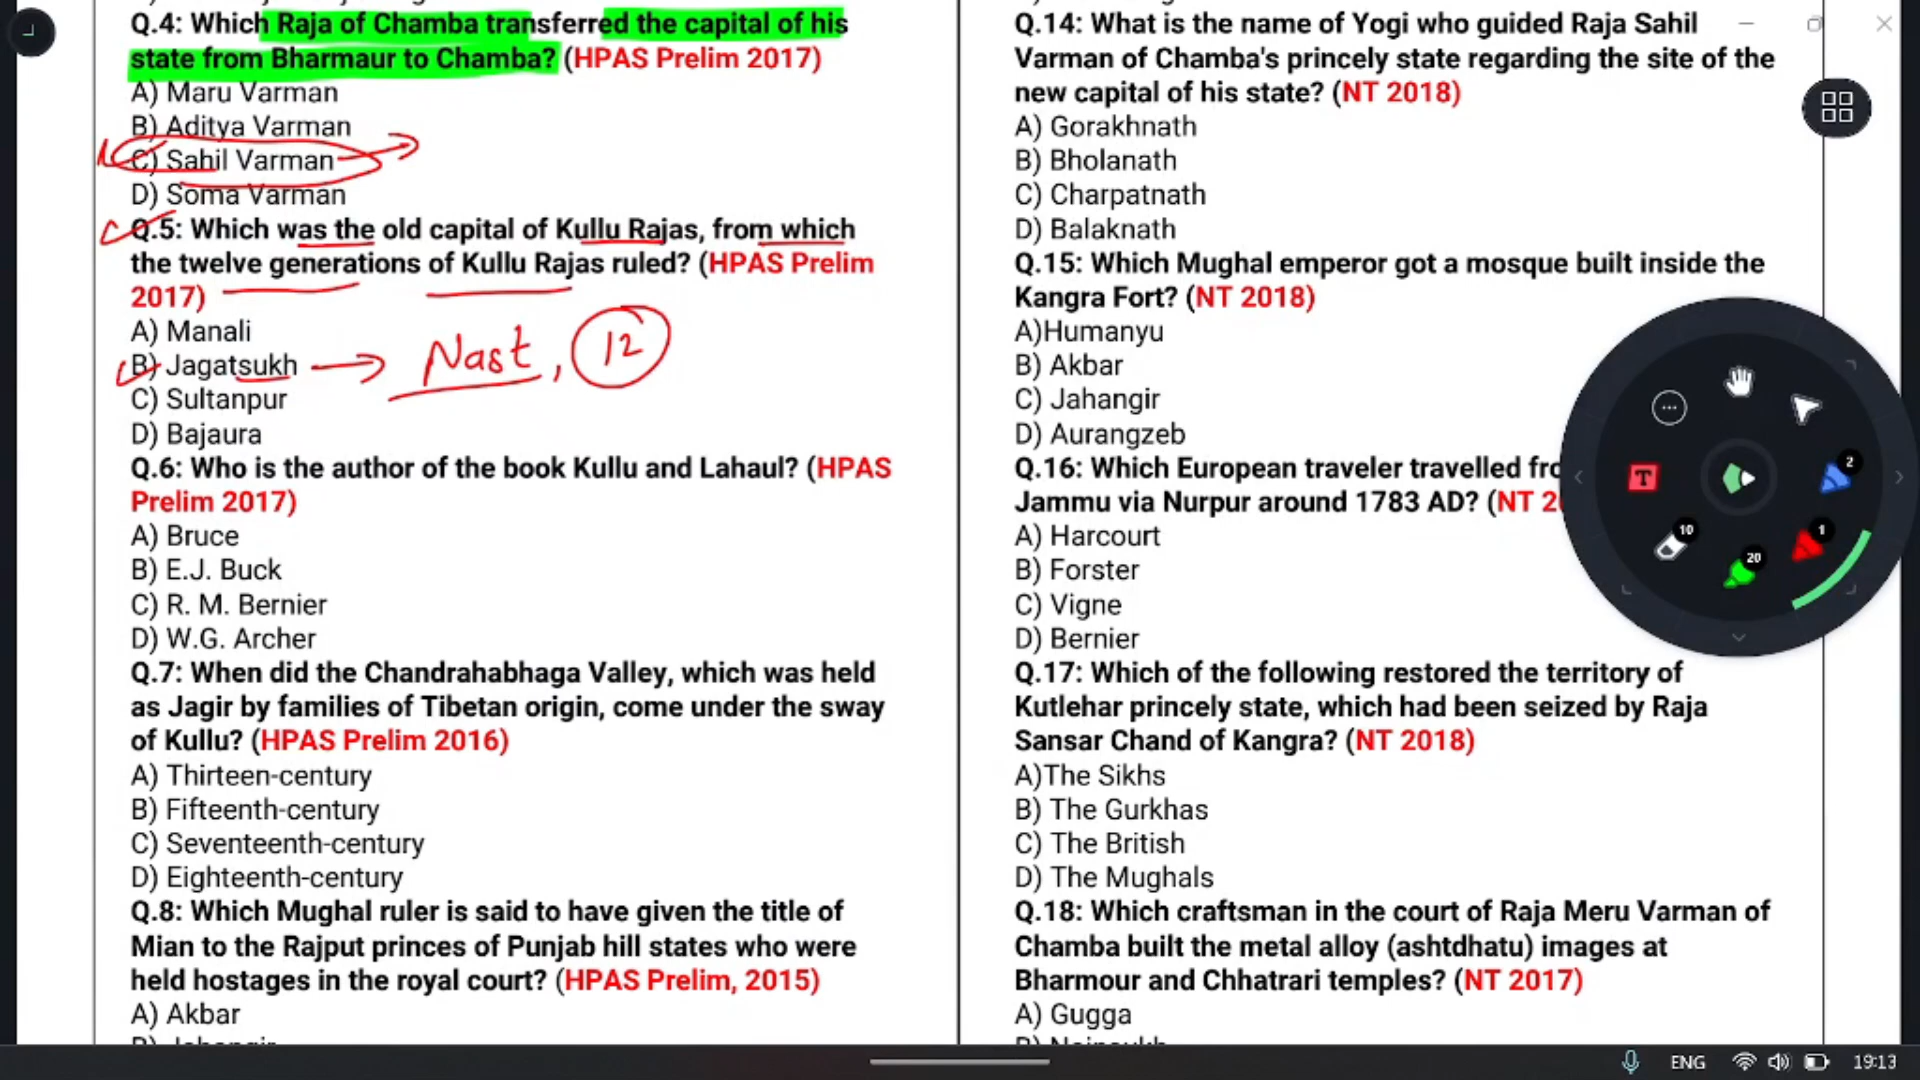 Q.4: Which Raja of Chamba transferred the capital of his
state from Bharmaur to Chamba? (HPAS Prelim 2017)
A) Maru Varman
B) Aditya Varman
C) Sahil Varman
D) Soma Varman
Q.5: Which was the old capital of Kullu Rajas, from which
the twelve generations of Kullu Rajas ruled? (HPAS Prelim
2017)
A) Manali
B) Jagatsukh → Nast, 12
C) Sultanpur
D) Bajaura
Q.6: Who is the author of the book Kullu and Lahaul? (HPAS
Prelim 2017)
A) Bruce
B) E.J. Buck
C) R. M. Bernier
D) W.G. Archer
Q.7: When did the Chandrahabhaga Valley, which was held
as Jagir by families of Tibetan origin, come under the sway
of Kullu? (HPAS Prelim 2016)
A) Thirteen-century
B) Fifteenth-century
C) Seventeenth-century
D) Eighteenth-century
Q.8: Which Mughal ruler is said to have given the title of
Mian to the Rajput princes of Punjab hill states who were
held hostages in the royal court? (HPAS Prelim, 2015)
A) Akbar
Q.14: What is the name of Yogi who guided Raja Sahil
Varman of Chamba's princely state regarding the site of the
new capital of his state? (NT 2018)
A) Gorakhnath
B) Bholanath
C) Charpatnath
D) Balaknath
Q.15: Which Mughal emperor got a mosque built inside the
Kangra Fort? (NT 2018)
A)Humanyu
B) Akbar
C) Jahangir
D) Aurangzeb
Q.16: Which European traveler travelled
Jammu via Nurpur around 1783 AD? (NT
A) Harcourt
B) Forster
C) Vigne
D) Bernier
Q.17: Which of the following restored the territory of
Kutlehar princely state, which had been seized by Raja
Sansar Chand of Kangra? (NT 2018)
A)The Sikhs
B) The Gurkhas
C) The British
D) The Mughals
Q.18: Which craftsman in the court of Raja Meru Varman of
Chamba built the metal alloy (ashtdhatu) images at
Bharmour and Chhatrari temples? (NT 2017)
A) Gugga
T
2
10
1
20
ENG
19:13